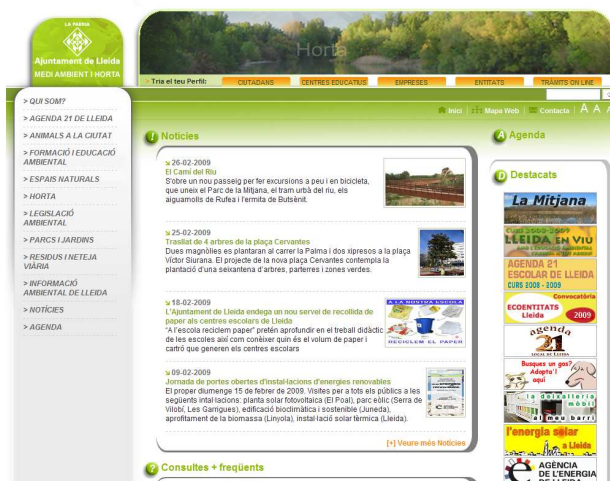 LA PAERIA
Ajuntament de Lleida
MEDI AMBIENT I HORTA
Horta
Tria el teu Perfil:
CIUTADANS
CENTRES EDUCATIUS
EMPRESES
ENTITATS
TRÀMITS ON LINE
Inici
Mapa Web
Contacta
A A A
> QUI SOM?
> AGENDA 21 DE LLEIDA
> ANIMALS A LA CIUTAT
> FORMACIÓ I EDUCACIÓ
AMBIENTAL
> ESPAIS NATURALS
> HORTA
> LEGISLACIÓ
AMBIENTAL
> PARCS I JARDINS
> RESIDUS I NETEJA
VIÀRIA
> INFORMACIÓ
AMBIENTAL DE LLEIDA
> NOTÍCIES
> AGENDA
Notícies
26-02-2009
El Camí del Riu
S'obre un nou passeig per fer excursions a peu i en bicicleta,
que uneix el Parc de la Mitjana, el tram urbà del riu, els
aiguamolls de Rufea i l'ermita de Butsènit.
25-02-2009
Trasllat de 4 arbres de la plaça Cervantes
Dues magnòlies es plantaran al carrer la Palma i dos xipresos a la plaça
Víctor Siurana. El projecte de la nova plaça Cervantes contempla la
plantació d'una seixantena d'arbres, parterres i zones verdes.
18-02-2009
L'Ajuntament de Lleida endega un nou servei de recollida de
paper als centres escolars de Lleida
"A l'escola reciclem paper" pretén aprofundir en el treball didàctic
de les escoles així com conèixer quin és el volum de paper i
cartró que generen els centres escolars
A LA NOSTRA ESCOLA
RECICLEM EL PAPER
09-02-2009
Jornada de portes obertes d'instal·lacions d'energies renovables
El proper diumenge 15 de febrer de 2009. Visites per a tots els públics a les
següents intal·lacions: planta solar fotovoltaica (El Poal), parc eòlic (Serra de
Vilobí, Les Garrigues), edificació bioclimàtica i sostenible (Juneda),
aprofitament de la biomassa (Linyola), instal·lació solar tèrmica (Lleida).
[+] Veure més Notícies
Consultes + freqüents
Agenda
Destacats
La Mitjana
CURS 2008-2009
LLEIDA EN VIU
AGENDA 21
ESCOLAR DE LLEIDA
CURS 2008 - 2009
Convocatòria
ECOENTITATS
Lleida
2009
agenda
21
LOCAL DE LLEIDA
Busques un gos?
Adopta'l
aquí
la deixalleria
mòbil
al meu barri
l'energia solar
a Lleida
AGÈNCIA
DE L'ENERGIA
DE LLEIDA